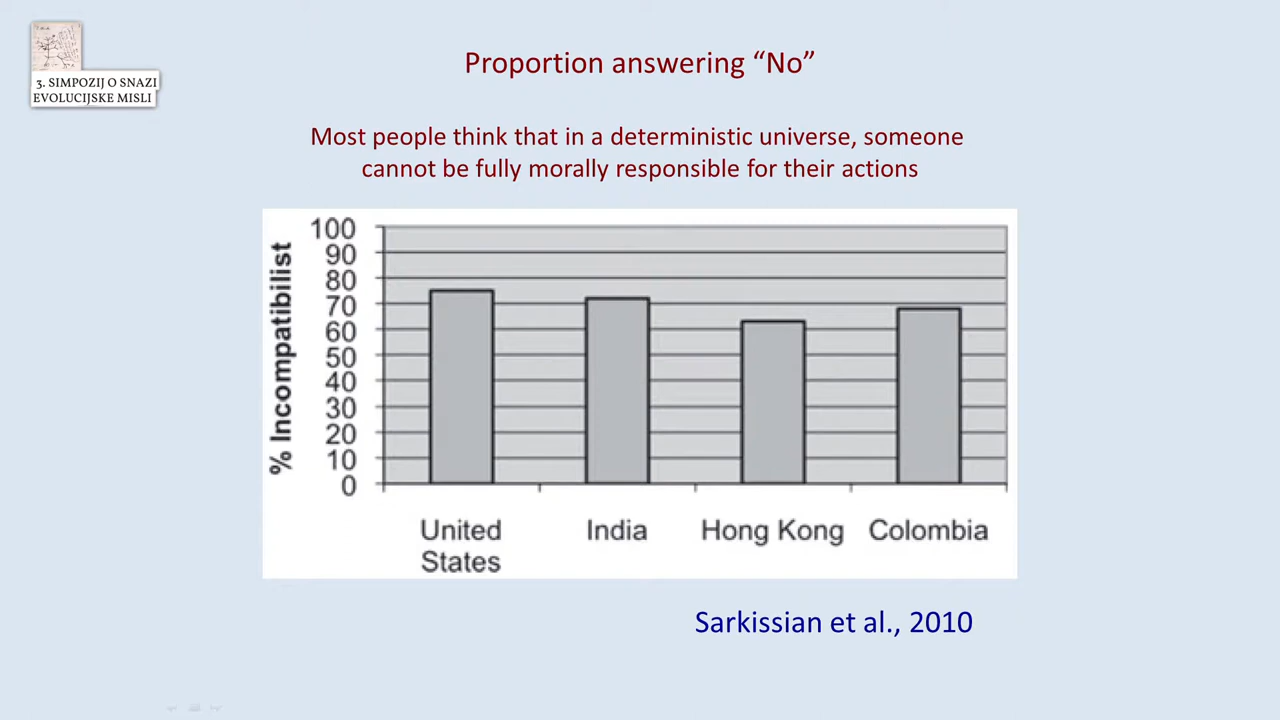 3. SIMPOZIJ O SNAZI
EVOLUCIJSKE MISLI
Proportion answering “No”
Most people think that in a deterministic universe, someone
cannot be fully morally responsible for their actions
% Incompatibilist
100
90
80
70
60
50
40
30
20
10
0
United
States
India
Hong Kong
Colombia
Sarkissian et al., 2010